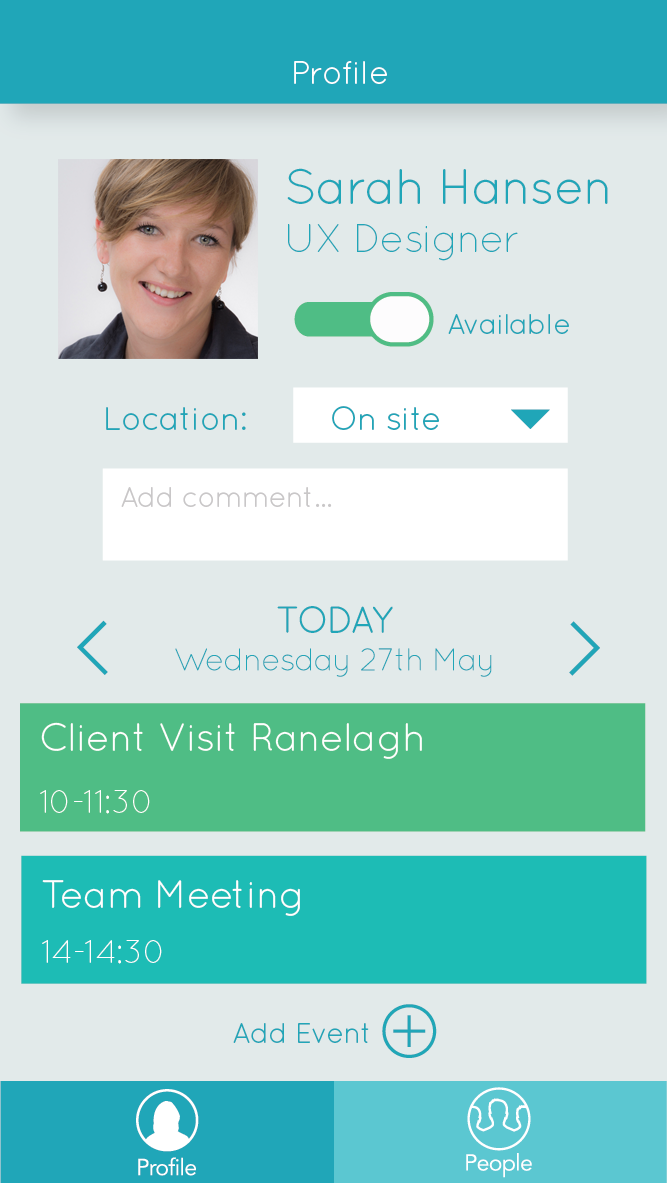 Profile
Sarah Hansen
UX Designer
Available
Location:
On site
Add comment...
TODAY
Wednesday 27th May
Client Visit Ranelagh
10-11:30
Team Meeting
14-14:30
Add Event
Profile
People